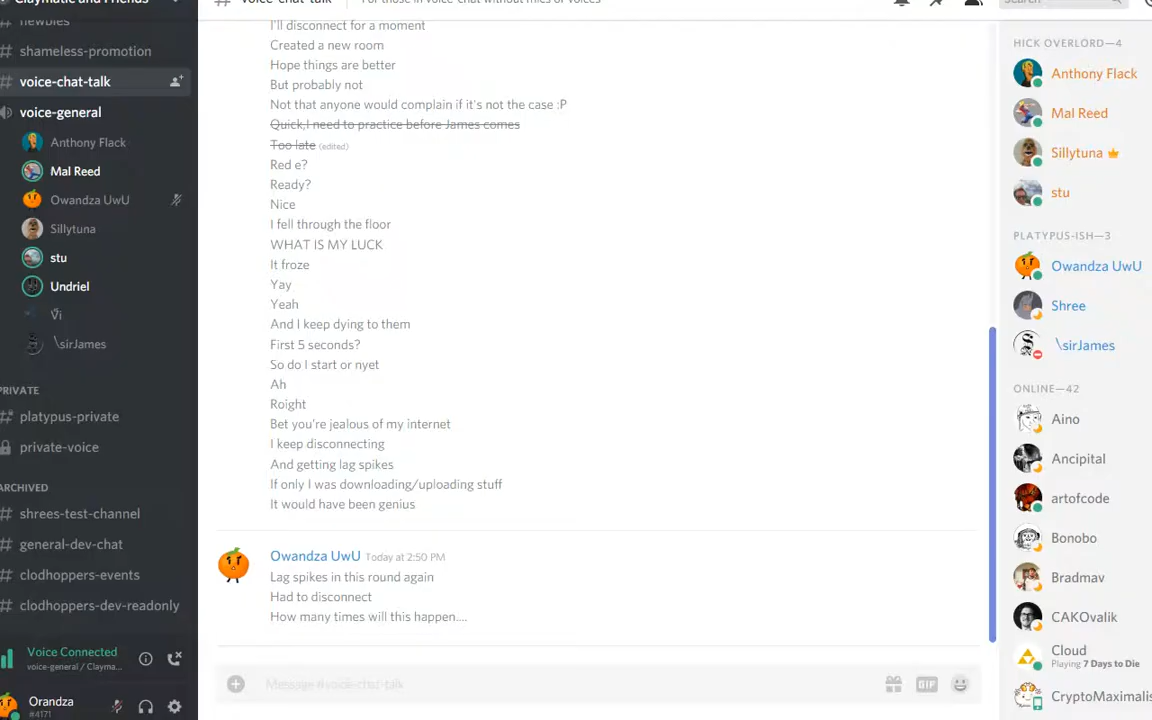 Claymatic and Friends
newbies
shameless-promotion
voice-chat-talk
voice-general
Anthony Flack
Mal Reed
Owandza UwU
Sillytuna
stu
Undriel
\sirJames
PRIVATE
platypus-private
private-voice
ARCHIVED
shrees-test-channel
general-dev-chat
clodhoppers-events
clodhoppers-dev-readonly
Voice Connected
voice-general / Clayma...
Orandza
#4171
voice-chat-talk
For those in voice chat without mics or voices
Search
I'll disconnect for a moment
Created a new room
Hope things are better
But probably not
Not that anyone would complain if it's not the case :P
Quick,I need to practice before James comes
Too late (edited)
Red e?
Ready?
Nice
I fell through the floor
WHAT IS MY LUCK
It froze
Yay
Yeah
And I keep dying to them
First 5 seconds?
So do I start or nyet
Ah
Roight
Bet you're jealous of my internet
I keep disconnecting
And getting lag spikes
If only I was downloading/uploading stuff
It would have been genius
Owandza UwU Today at 2:50 PM
Lag spikes in this round again
Had to disconnect
How many times will this happen....
Message #voice-chat-talk
GIF
HICK OVERLORD—4
Anthony Flack
Mal Reed
Sillytuna
stu
PLATYPUS-ISH—3
Owandza UwU
Shree
\sirJames
ONLINE—42
Aino
Ancipital
artofcode
Bonobo
Bradmav
CAKOvalik
Cloud
Playing 7 Days to Die
CryptoMaximalis